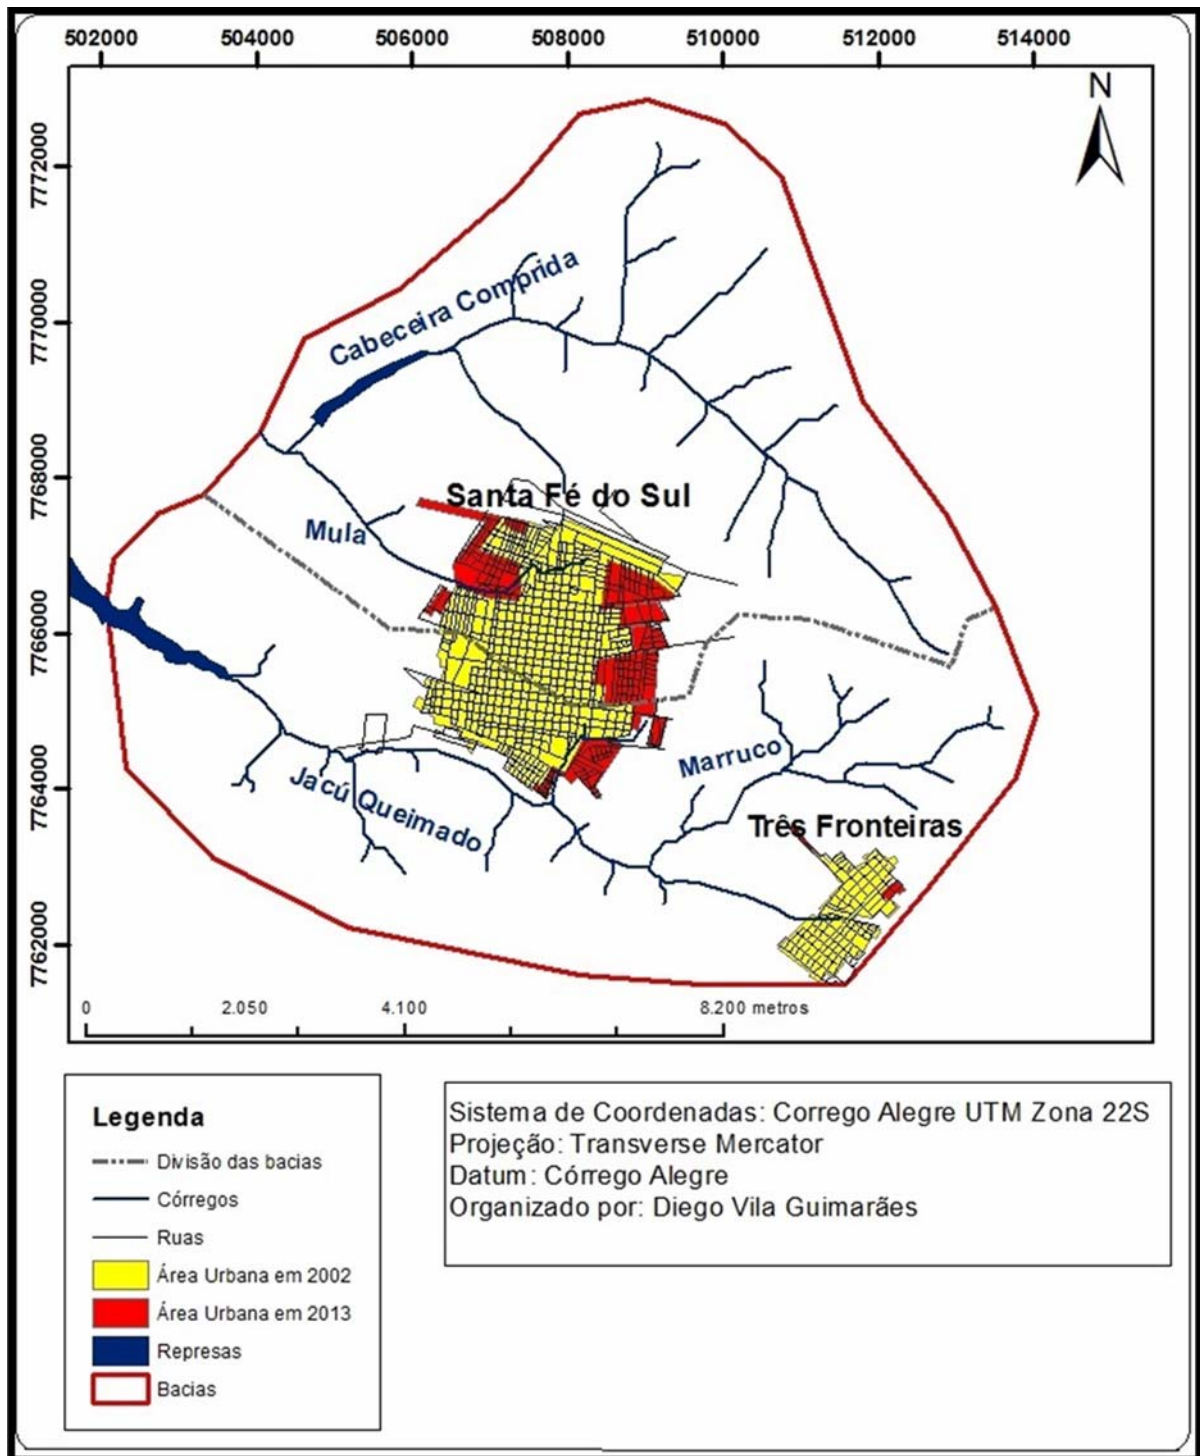 502000 504000 506000 508000 510000 512000 514000
N
7772000
7770000
7768000
7766000
7764000
7762000
Cabeceira Comprida
Santa Fé do Sul
Mula
Marruco
Jacú Queimado
Três Fronteiras
0 2.050 4.100 8.200 metros
Legenda
Divisão das bacias
Córregos
Ruas
Área Urbana em 2002
Área Urbana em 2013
Represas
Bacias
Sistema de Coordenadas: Corrego Alegre UTM Zona 22S
Projeção: Transverse Mercator
Datum: Córrego Alegre
Organizado por: Diego Vila Guimarães